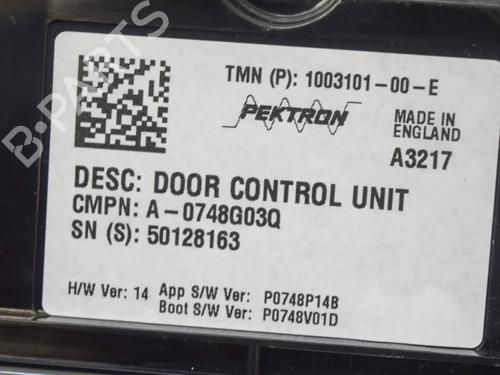 TMN (P): 1003101-00-E
PEKTRON
MADE IN
ENGLAND
A3217
DESC: DOOR CONTROL UNIT
CMPN: A-0748G03Q
SN (S): 50128163
H/W Ver: 14 App S/W Ver: P0748P14B
Boot S/W Ver: P0748V01D
B-PARTS